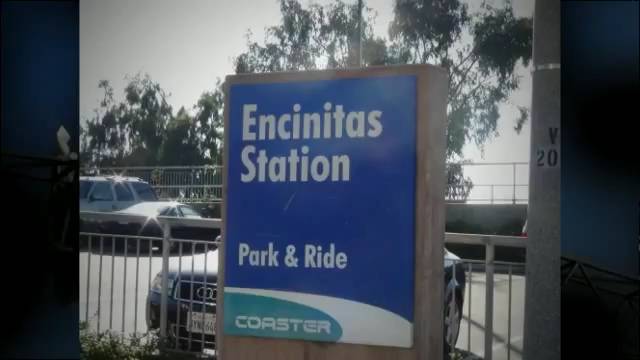 Encinitas
Station
Park & Ride
COASTER
V
20